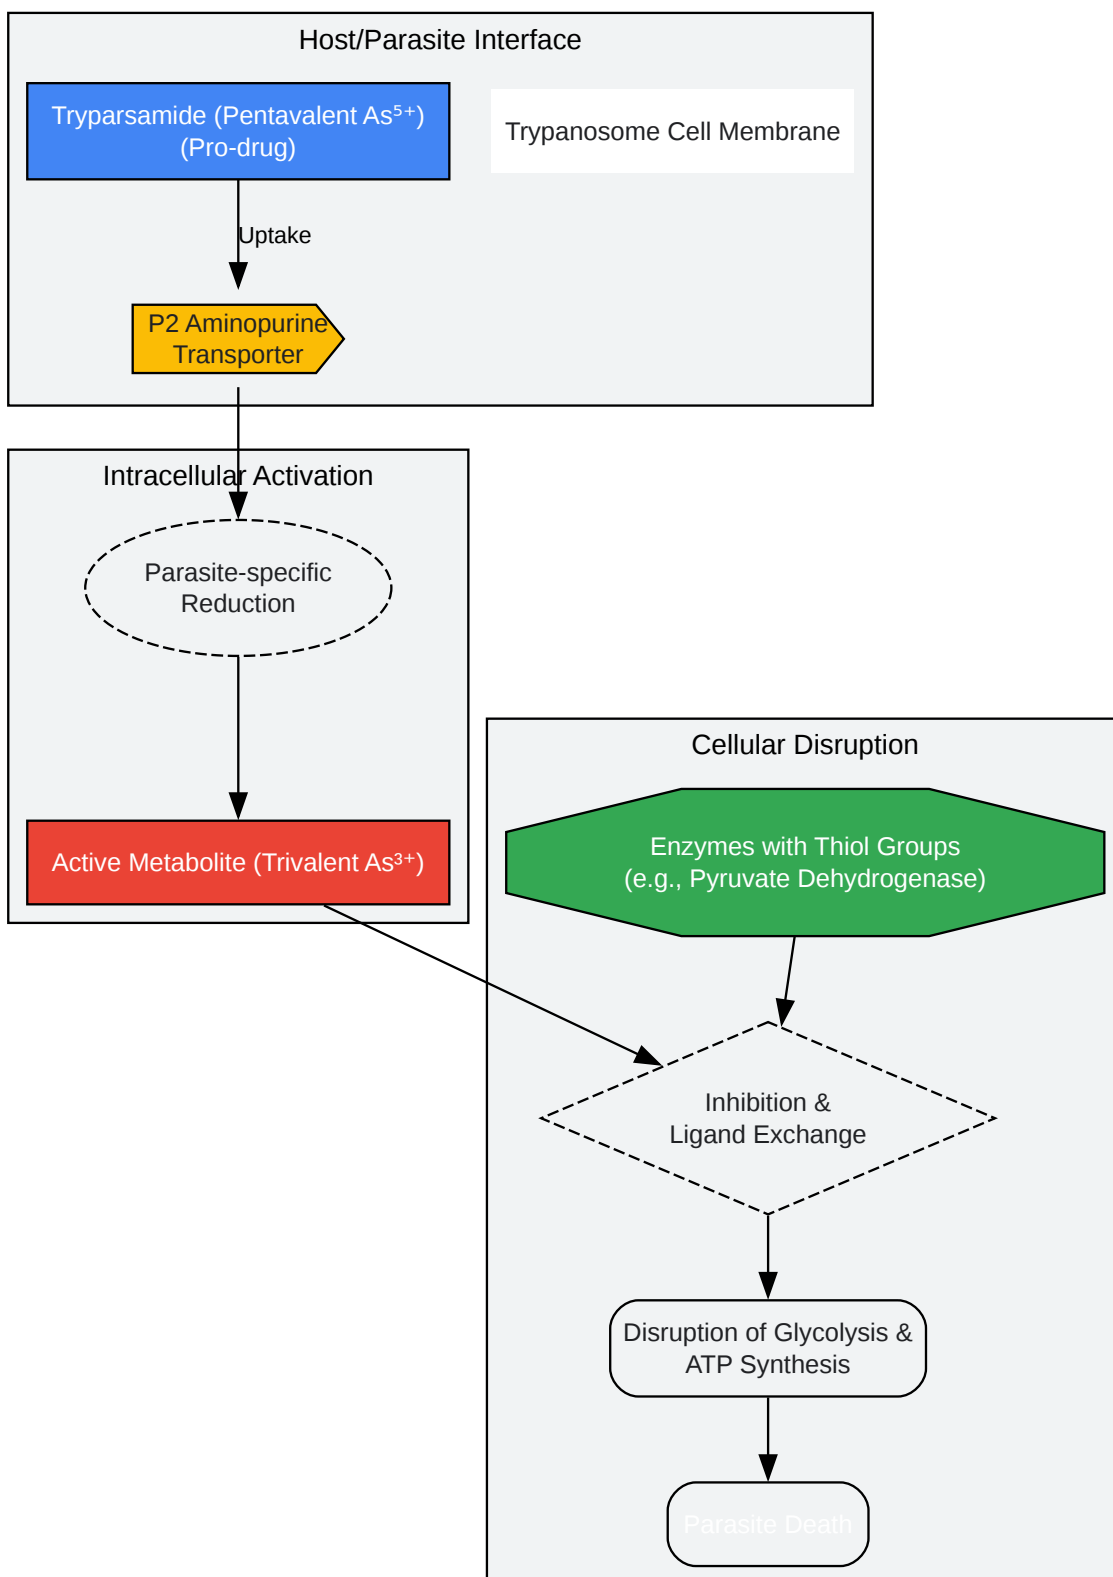 Host/Parasite Interface
Tryparsamide (Pentavalent As⁵⁺)
(Pro-drug)
Trypanosome Cell Membrane
Uptake
P2 Aminopurine
Transporter
Intracellular Activation
Parasite-specific
Reduction
Active Metabolite (Trivalent As³⁺)
Cellular Disruption
Enzymes with Thiol Groups
(e.g., Pyruvate Dehydrogenase)
Inhibition &
Ligand Exchange
Disruption of Glycolysis &
ATP Synthesis
Parasite Death